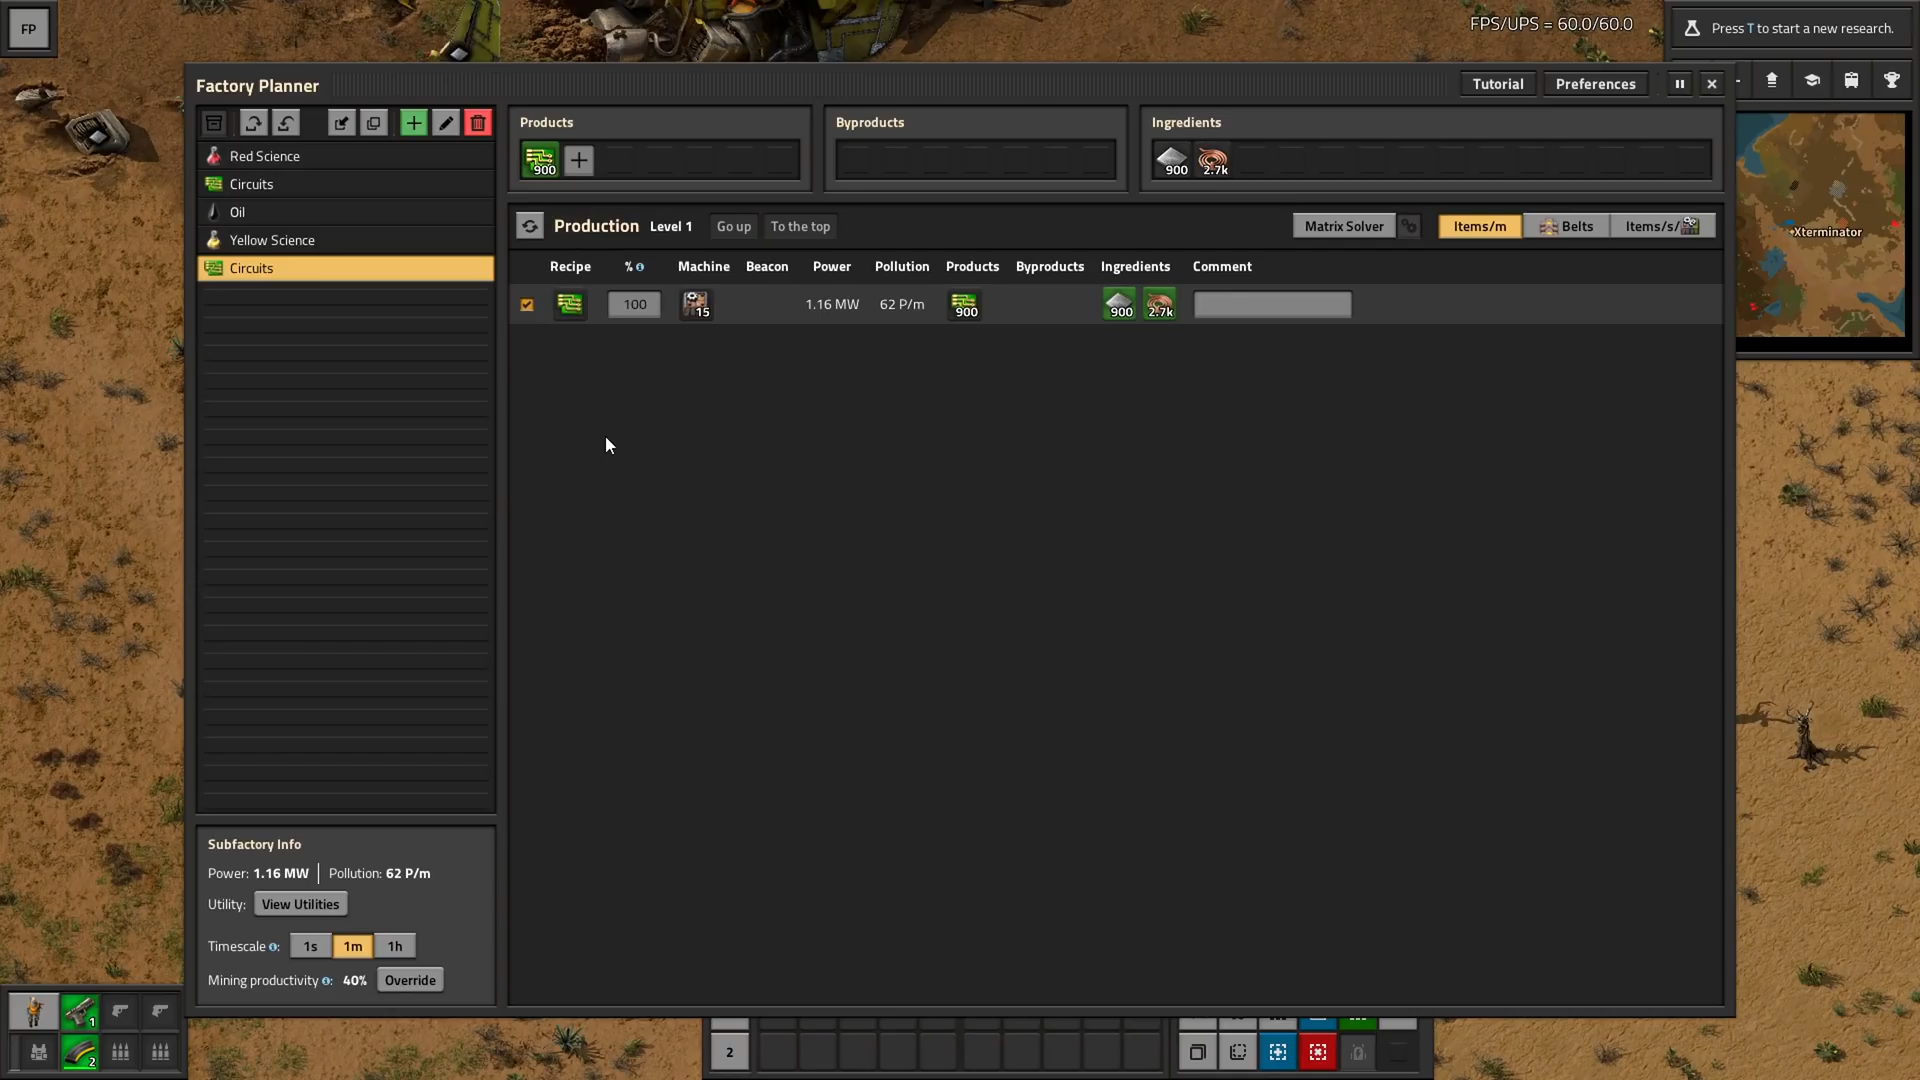 FP
FPS/UPS = 60.0/60.0
Press T to start a new research.
Factory Planner
Tutorial
Preferences
Red Science
Circuits
Oil
Yellow Science
Circuits
Products
900
Byproducts
Ingredients
900 2.7k
Production Level 1 Go up To the top
Matrix Solver Items/m Belts Items/s/
Recipe % Machine Beacon Power Pollution Products Byproducts Ingredients Comment
100 15 1.16 MW 62 P/m 900 900 2.7k
Xterminator
Subfactory Info
Power: 1.16 MW Pollution: 62 P/m
Utility: View Utilities
Timescale : 1s 1m 1h
Mining productivity : 40% Override
1
2
2